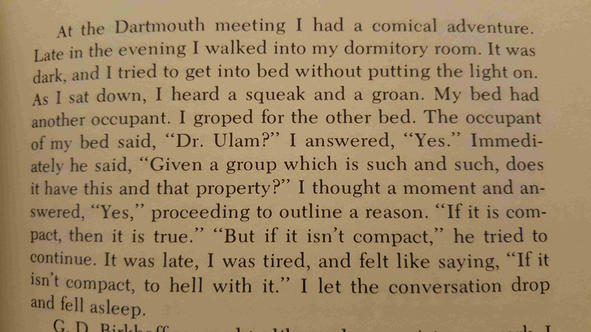 At the Dartmouth meeting I had a comical adventure.
Late in the evening I walked into my dormitory room. It was
dark, and I tried to get into bed without putting the light on.
As I sat down, I heard a squeak and a groan. My bed had
another occupant. I groped for the other bed. The occupant
of my bed said, “Dr. Ulam?” I answered, “Yes.” Immedi-
ately he said, “Given a group which is such and such, does
it have this and that property?” I thought a moment and an-
swered, “Yes,” proceeding to outline a reason. “If it is com-
pact, then it is true.” “But if it isn’t compact,” he tried to
continue. It was late, I was tired, and felt like saying, “If it
isn’t compact, to hell with it.” I let the conversation drop
and fell asleep.
G. D. Birkhoff